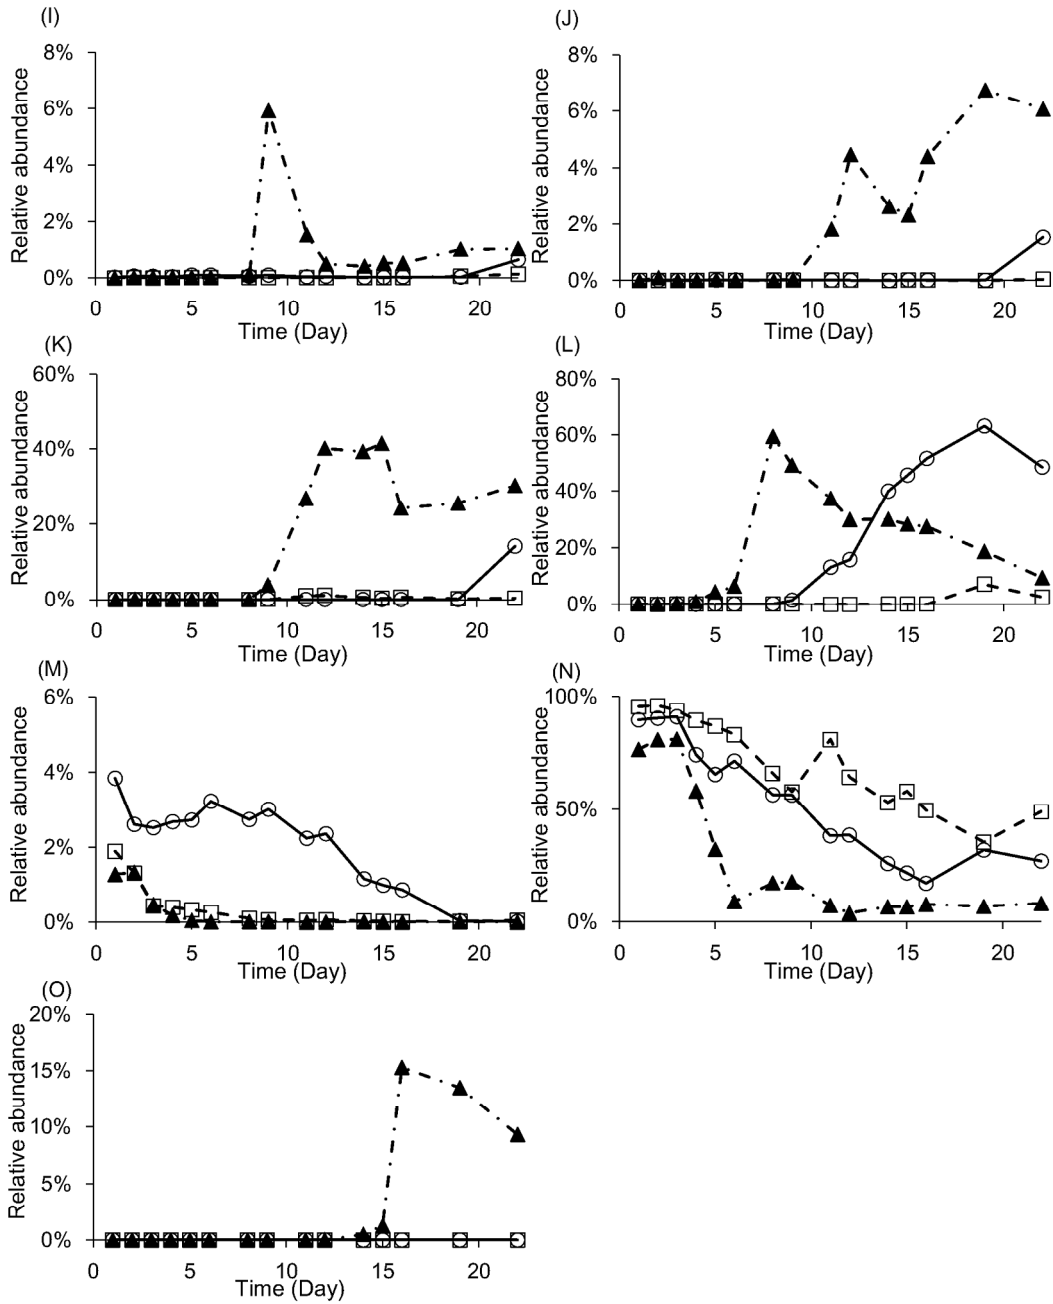 (I)
Relative abundance
8%
6%
4%
2%
0%
0 5 10 15 20
Time (Day)
(J)
Relative abundance
8%
6%
4%
2%
0%
0 5 10 15 20
Time (Day)
(K)
Relative abundance
60%
40%
20%
0%
0 5 10 15 20
Time (Day)
(L)
Relative abundance
80%
60%
40%
20%
0%
0 5 10 15 20
Time (Day)
(M)
Relative abundance
6%
4%
2%
0%
0 5 10 15 20
Time (Day)
(N)
Relative abundance
100%
50%
0%
0 5 10 15 20
Time (Day)
(O)
Relative abundance
20%
15%
10%
5%
0%
0 5 10 15 20
Time (Day)